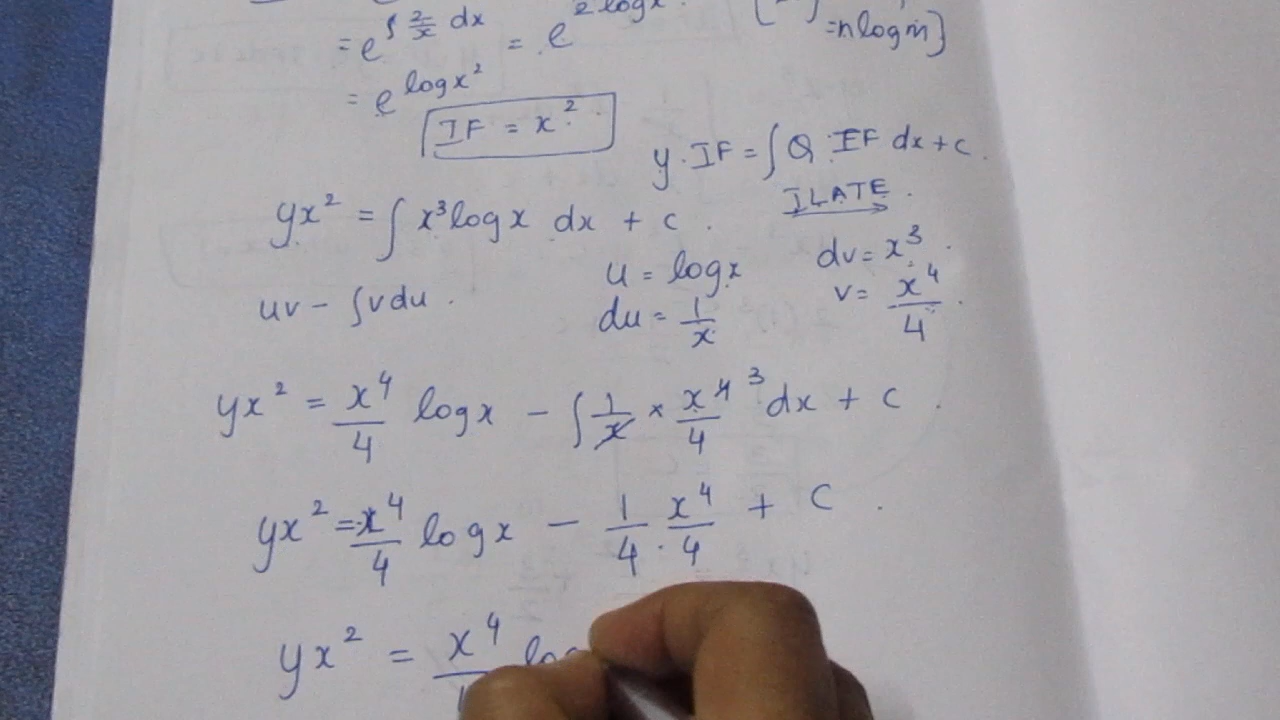 = e^∫ 2/x dx = e^2 logx
= n log m]
= e^log x²
IF = x²
y . IF = ∫ Q . IF dx + c .
ILATE .
yx² = ∫ x³ log x dx + c .
u = log x dv = x³ .
uv - ∫ v du . du = 1/x v = x⁴/4 .
yx² = x⁴/4 log x - ∫ 1/x × x⁴/4 ³ dx + c .
yx² = x⁴/4 log x - 1/4 . x⁴/4 + C .
yx² = x⁴